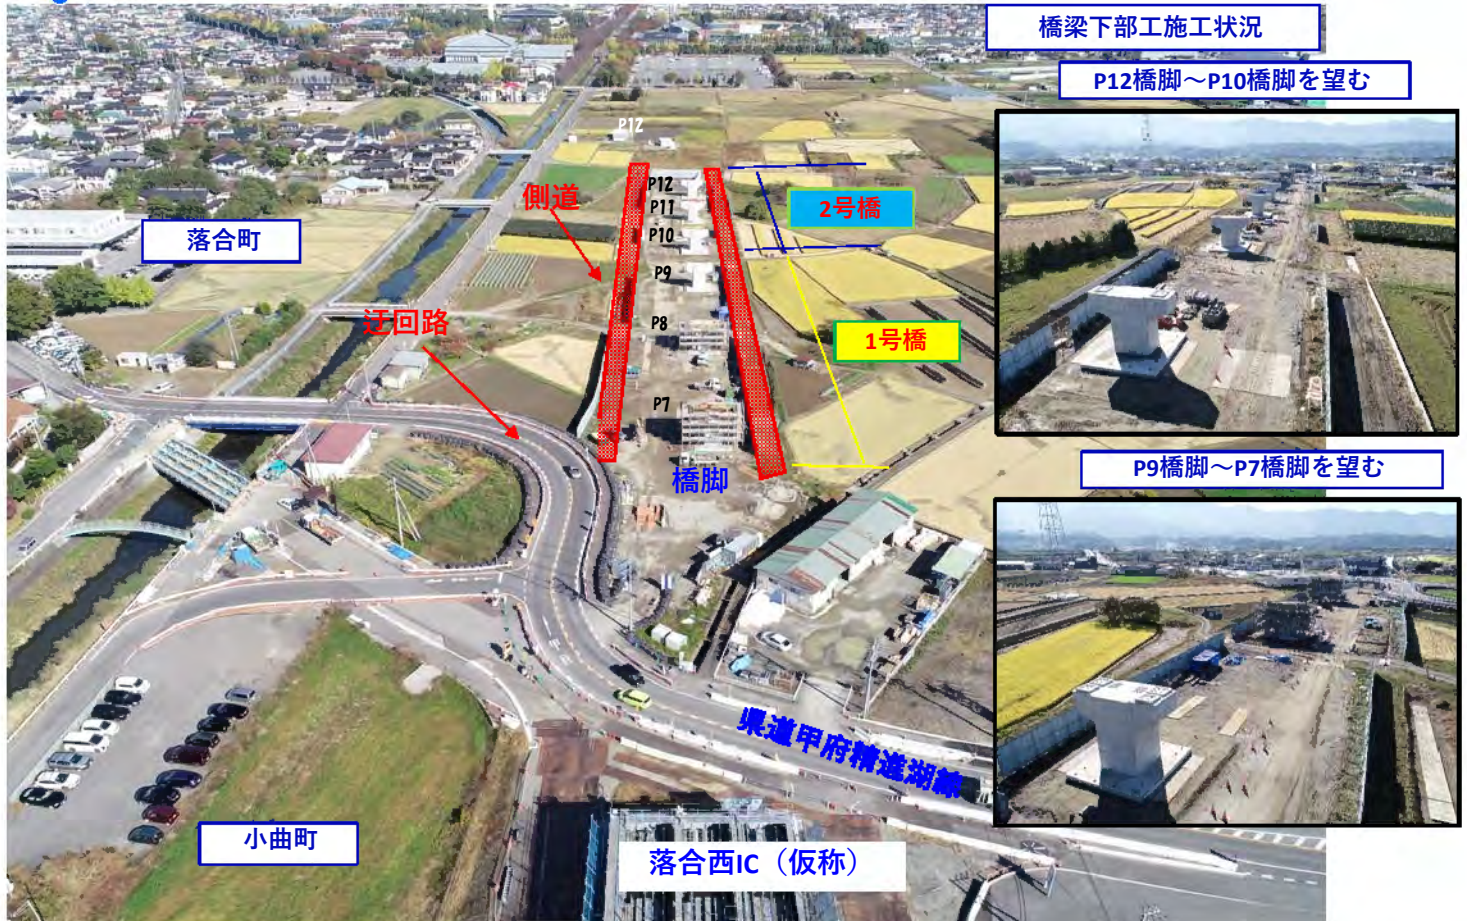 橋梁下部工施工状況
P12橋脚～P10橋脚を望む
P12
側道
P12
P11
P10
P9
P8
P7
2号橋
1号橋
落合町
迂回路
橋脚
P9橋脚～P7橋脚を望む
県道甲府精進湖線
小曲町
落合西IC（仮称）